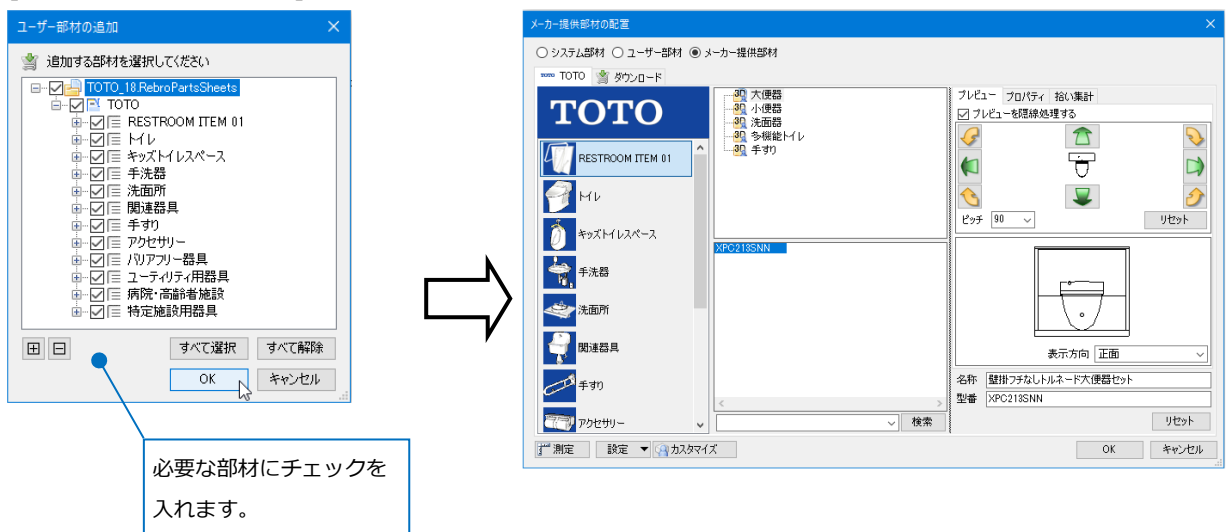 ユーザー部材の追加
追加する部材を選択してください
TOTO_18.RebroPartsSheets
TOTO
RESTROOM ITEM 01
トイレ
キッズトイレスペース
手洗器
洗面所
関連器具
手すり
アクセサリー
バリアフリー器具
ユーティリティ用器具
病院・高齢者施設
特定施設用器具
すべて選択 すべて解除
OK キャンセル
必要な部材にチェックを
入れます。
メーカー提供部材の配置
システム部材 ユーザー部材 メーカー提供部材
TOTO TOTO ダウンロード
TOTO
RESTROOM ITEM 01
トイレ
キッズトイレスペース
手洗器
洗面所
関連器具
手すり
アクセサリー
3D 大便器
3D 小便器
3D 洗面器
3D 多機能トイレ
3D 手すり
XPC213SNN
検索
プレビュー プロパティ 拾い集計
プレビューを隠線処理する
ピッチ 90 リセット
表示方向 正面
名称 壁掛フチなしトルネード大便器セット
型番 XPC213SNN
リセット
測定 設定 カスタマイズ OK キャンセル